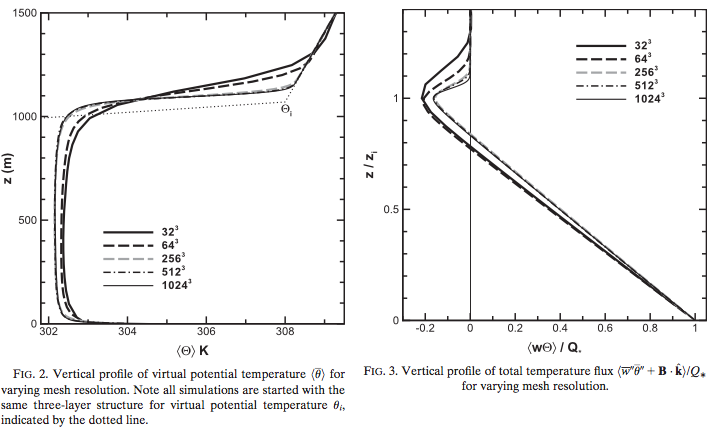 1500
1000
500
0
z (m)
Θi
32³
64³
256³
512³
1024³
302 304 306 308
⟨Θ⟩ K
FIG. 2. Vertical profile of virtual potential temperature ⟨θ̅⟩ for
varying mesh resolution. Note all simulations are started with the
same three-layer structure for virtual potential temperature θi,
indicated by the dotted line.
32³
64³
256³
512³
1024³
1
0.5
0
z / zi
-0.2 0 0.2 0.4 0.6 0.8 1
⟨wΘ⟩ / Q*
FIG. 3. Vertical profile of total temperature flux ⟨w̅″θ̅″ + B · k̂⟩/Q*
for varying mesh resolution.